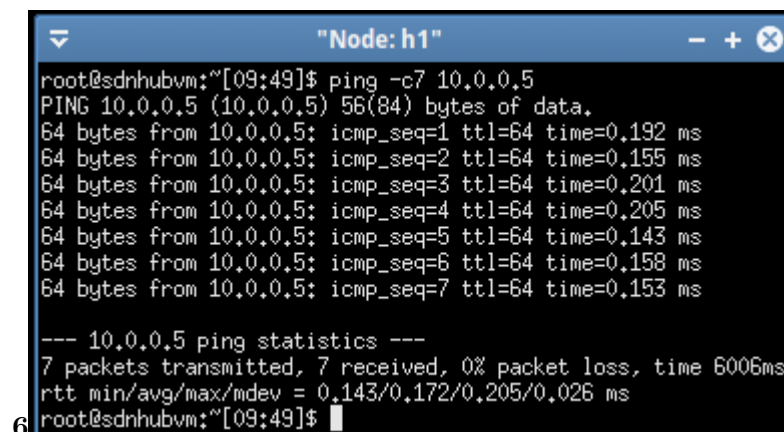 "Node: h1"
root@sdnhubvm:~[09:49]$ ping -c7 10.0.0.5
PING 10.0.0.5 (10.0.0.5) 56(84) bytes of data.
64 bytes from 10.0.0.5: icmp_seq=1 ttl=64 time=0.192 ms
64 bytes from 10.0.0.5: icmp_seq=2 ttl=64 time=0.155 ms
64 bytes from 10.0.0.5: icmp_seq=3 ttl=64 time=0.201 ms
64 bytes from 10.0.0.5: icmp_seq=4 ttl=64 time=0.205 ms
64 bytes from 10.0.0.5: icmp_seq=5 ttl=64 time=0.143 ms
64 bytes from 10.0.0.5: icmp_seq=6 ttl=64 time=0.158 ms
64 bytes from 10.0.0.5: icmp_seq=7 ttl=64 time=0.153 ms
--- 10.0.0.5 ping statistics ---
7 packets transmitted, 7 received, 0% packet loss, time 6006ms
rtt min/avg/max/mdev = 0.143/0.172/0.205/0.026 ms
6 root@sdnhubvm:~[09:49]$